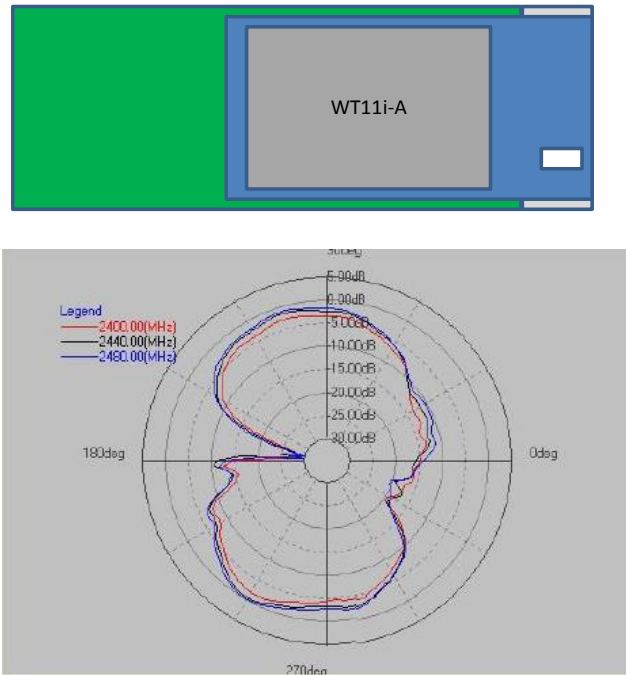 WT11i-A
5.00dB
0.00dB
Legend
2400.00(MHz)
-5.00dB
2440.00(MHz)
-10.00dB
2480.00(MHz)
-15.00dB
-20.00dB
-25.00dB
-30.00dB
180deg
0deg
270deg